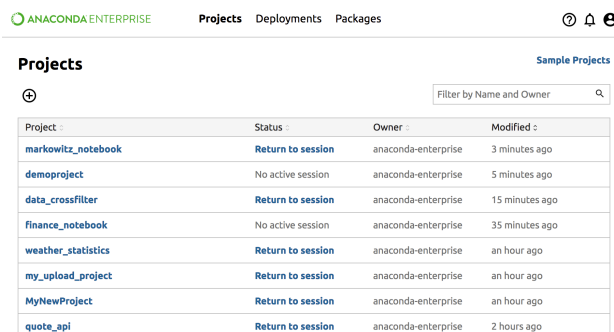 ANACONDA ENTERPRISE Projects Deployments Packages
Projects
Sample Projects
Filter by Name and Owner
Project Status Owner Modified
markowitz_notebook Return to session anaconda-enterprise 3 minutes ago
demoproject No active session anaconda-enterprise 5 minutes ago
data_crossfilter Return to session anaconda-enterprise 15 minutes ago
finance_notebook No active session anaconda-enterprise 35 minutes ago
weather_statistics Return to session anaconda-enterprise an hour ago
my_upload_project Return to session anaconda-enterprise an hour ago
MyNewProject Return to session anaconda-enterprise an hour ago
quote_api Return to session anaconda-enterprise 2 hours ago